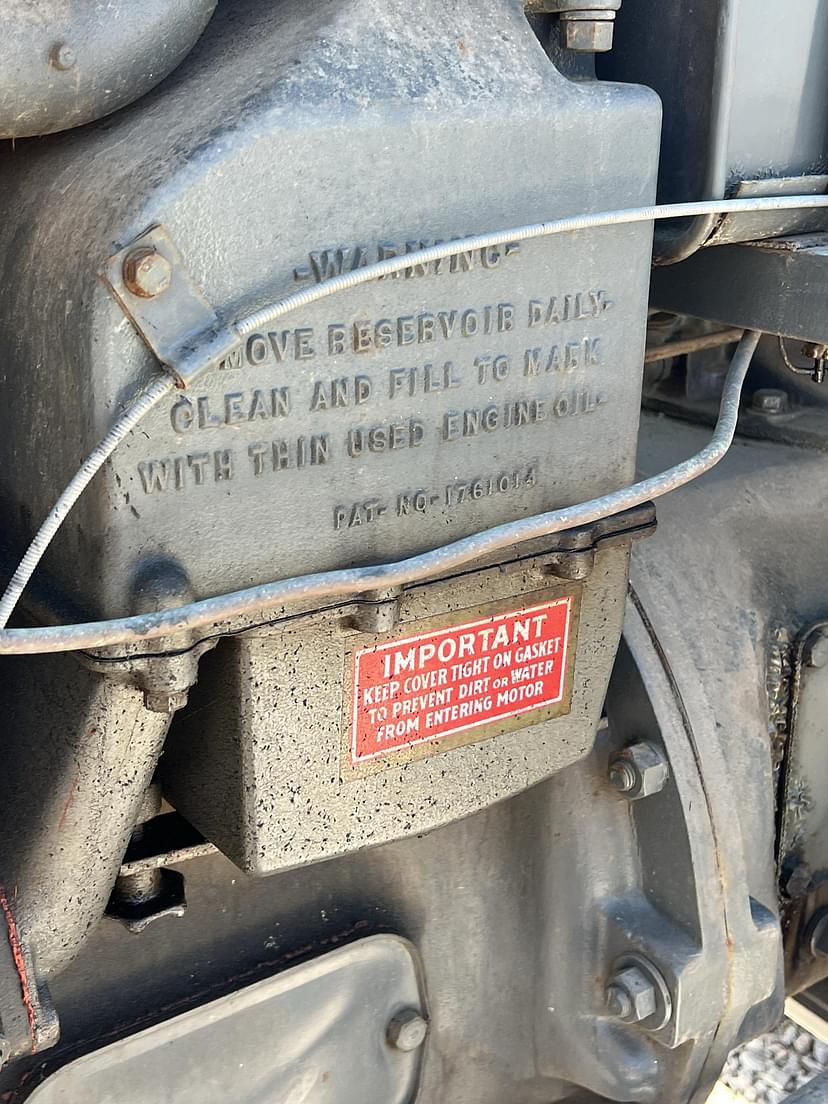 -WARNING-
MOVE RESERVOIR DAILY-
CLEAN AND FILL TO MARK
WITH THIN USED ENGINE OIL-
PAT- NO-1761014
IMPORTANT
KEEP COVER TIGHT ON GASKET
TO PREVENT DIRT OR WATER
FROM ENTERING MOTOR